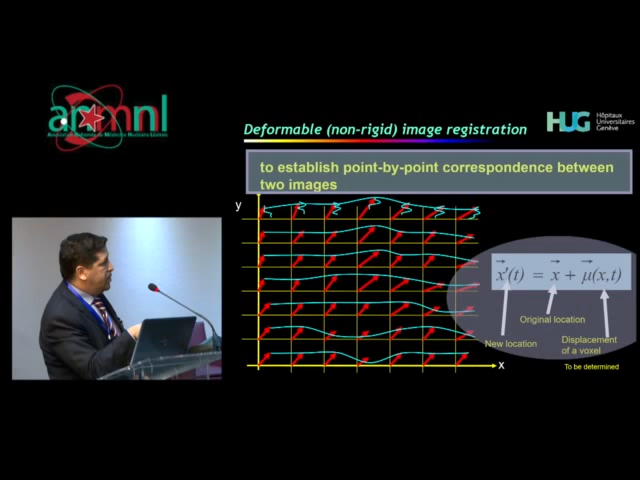 anmnl
HUG
Hôpitaux
Universitaires
Genève
Deformable (non-rigid) image registration
to establish point-by-point correspondence between
two images
y
x'(t) = x + μ(x,t)
Original location
New location
Displacement
of a voxel
x
To be determined